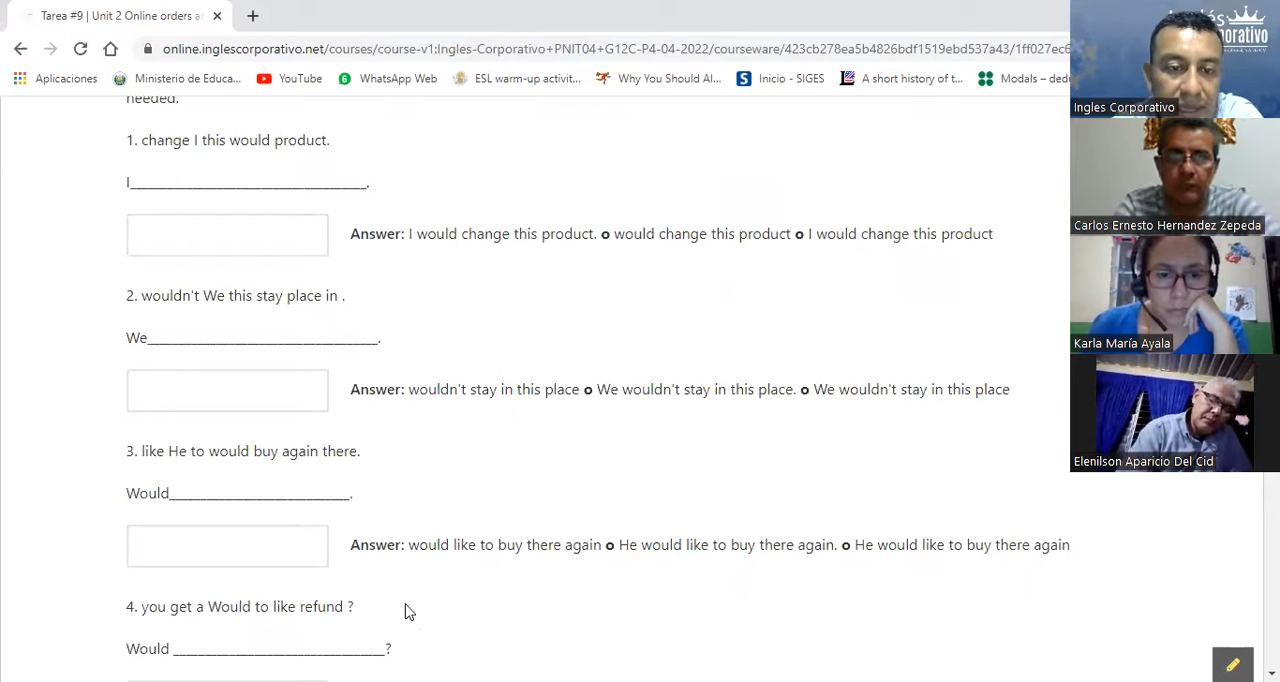 Tarea #9 | Unit 2 Online orders a
online.inglescorporativo.net/courses/course-v1:Ingles-Corporativo+PNIT04+G12C-P4-04-2022/courseware/423cb278ea5b4826bdf1519ebd537a43/1ff027ec6
Aplicaciones Ministerio de Educa... YouTube WhatsApp Web ESL warm-up activit... Why You Should Al... Inicio - SIGES A short history of t... Modals – dedu
needed.
1. change I this would product.
I__________________________________.
Answer: I would change this product. o would change this product o I would change this product
2. wouldn't We this stay place in .
We_________________________________.
Answer: wouldn't stay in this place o We wouldn't stay in this place. o We wouldn't stay in this place
3. like He to would buy again there.
Would__________________________.
Answer: would like to buy there again o He would like to buy there again. o He would like to buy there again
4. you get a Would to like refund ?
Would ______________________________?
Ingles Corporativo
Carlos Ernesto Hernandez Zepeda
Karla María Ayala
Elenilson Aparicio Del Cid